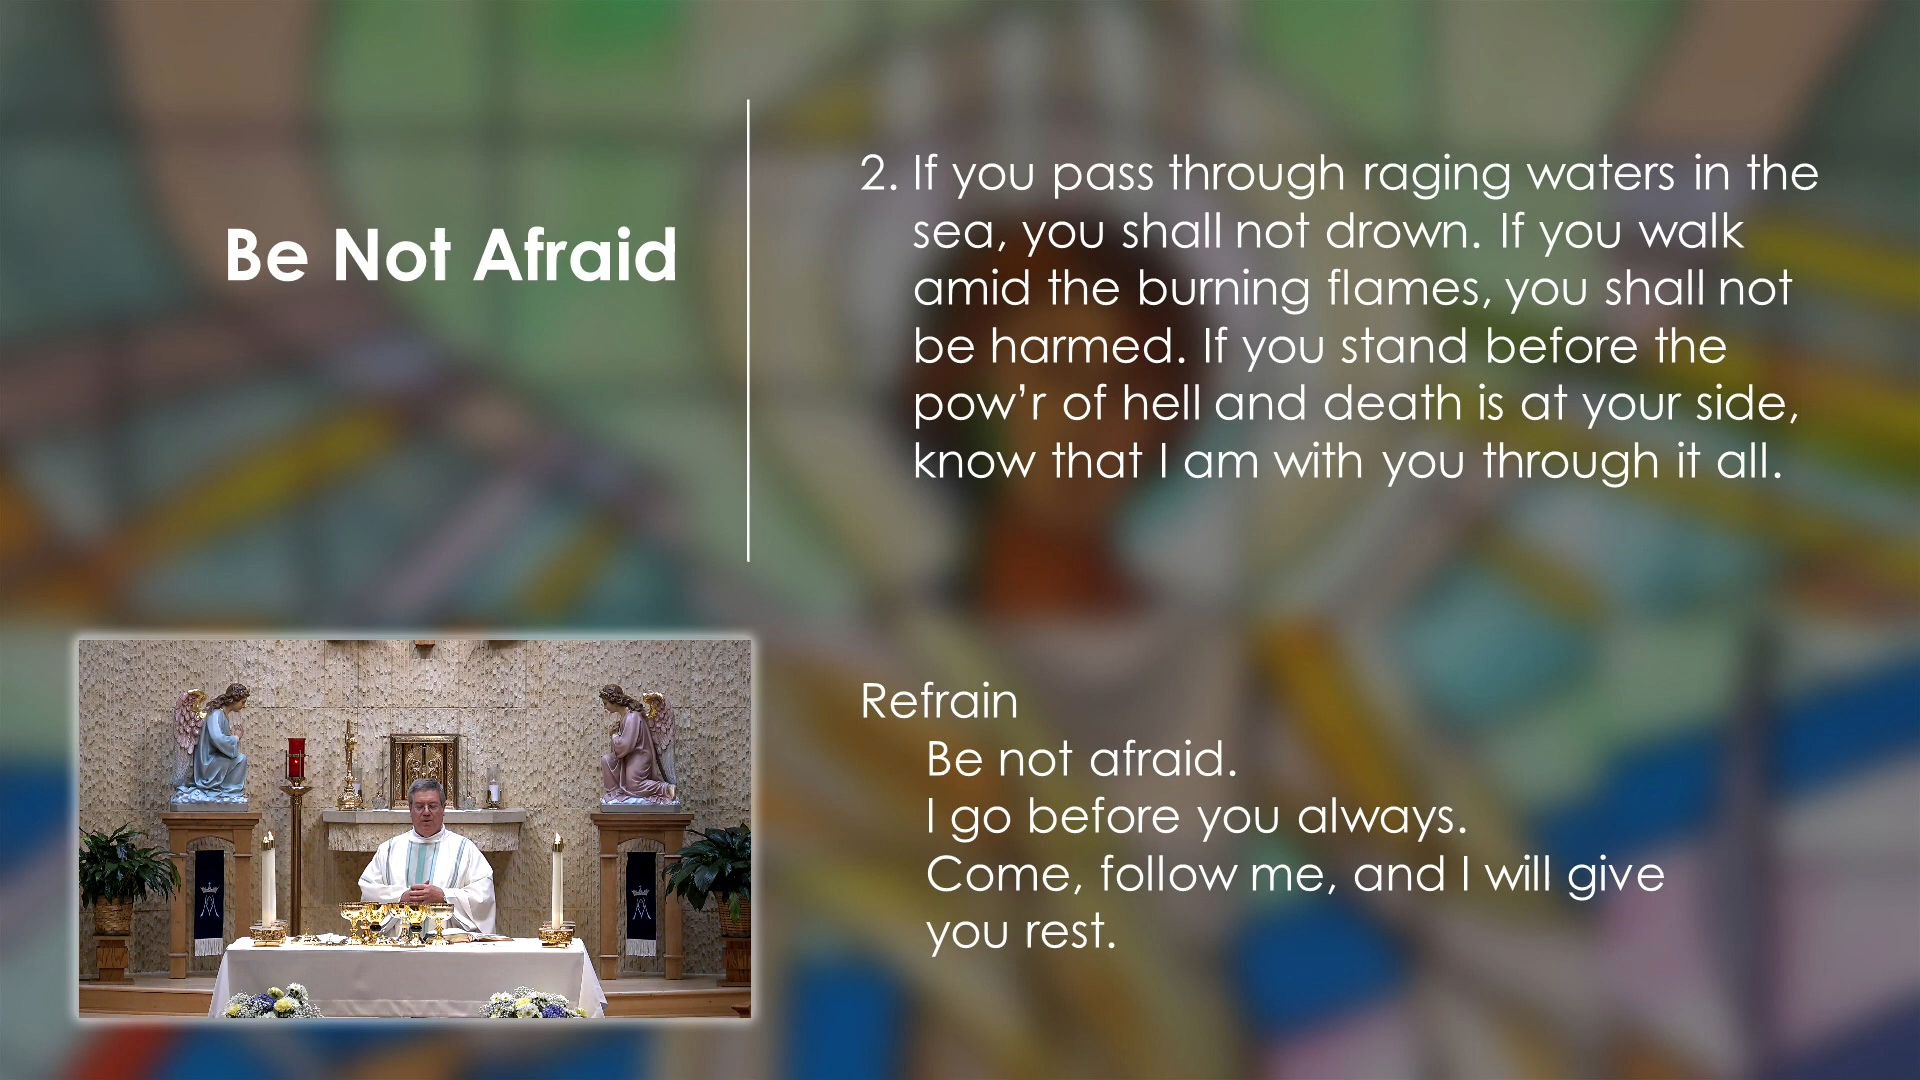 Be Not Afraid
2. If you pass through raging waters in the
sea, you shall not drown. If you walk
amid the burning flames, you shall not
be harmed. If you stand before the
pow’r of hell and death is at your side,
know that I am with you through it all.
Refrain
Be not afraid.
I go before you always.
Come, follow me, and I will give
you rest.